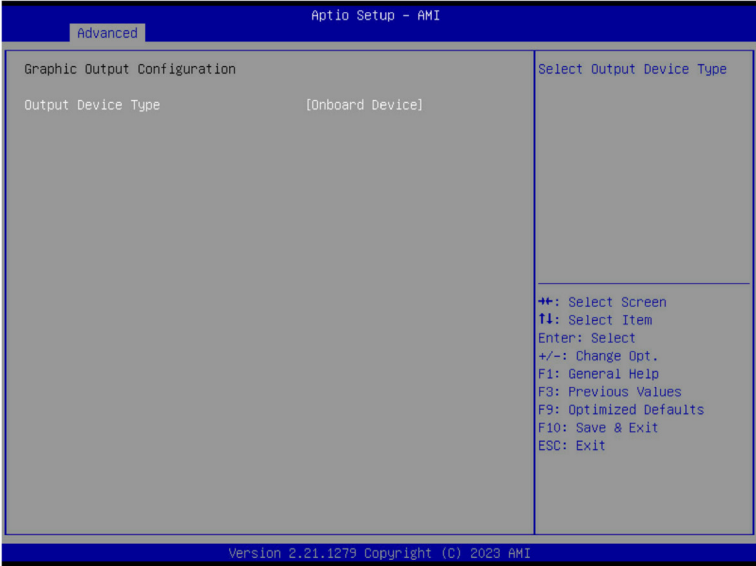 Aptio Setup – AMI
Advanced
Graphic Output Configuration
Output Device Type [Onboard Device]
Select Output Device Type
→←: Select Screen
↑↓: Select Item
Enter: Select
+/-: Change Opt.
F1: General Help
F3: Previous Values
F9: Optimized Defaults
F10: Save & Exit
ESC: Exit
Version 2.21.1279 Copyright (C) 2023 AMI